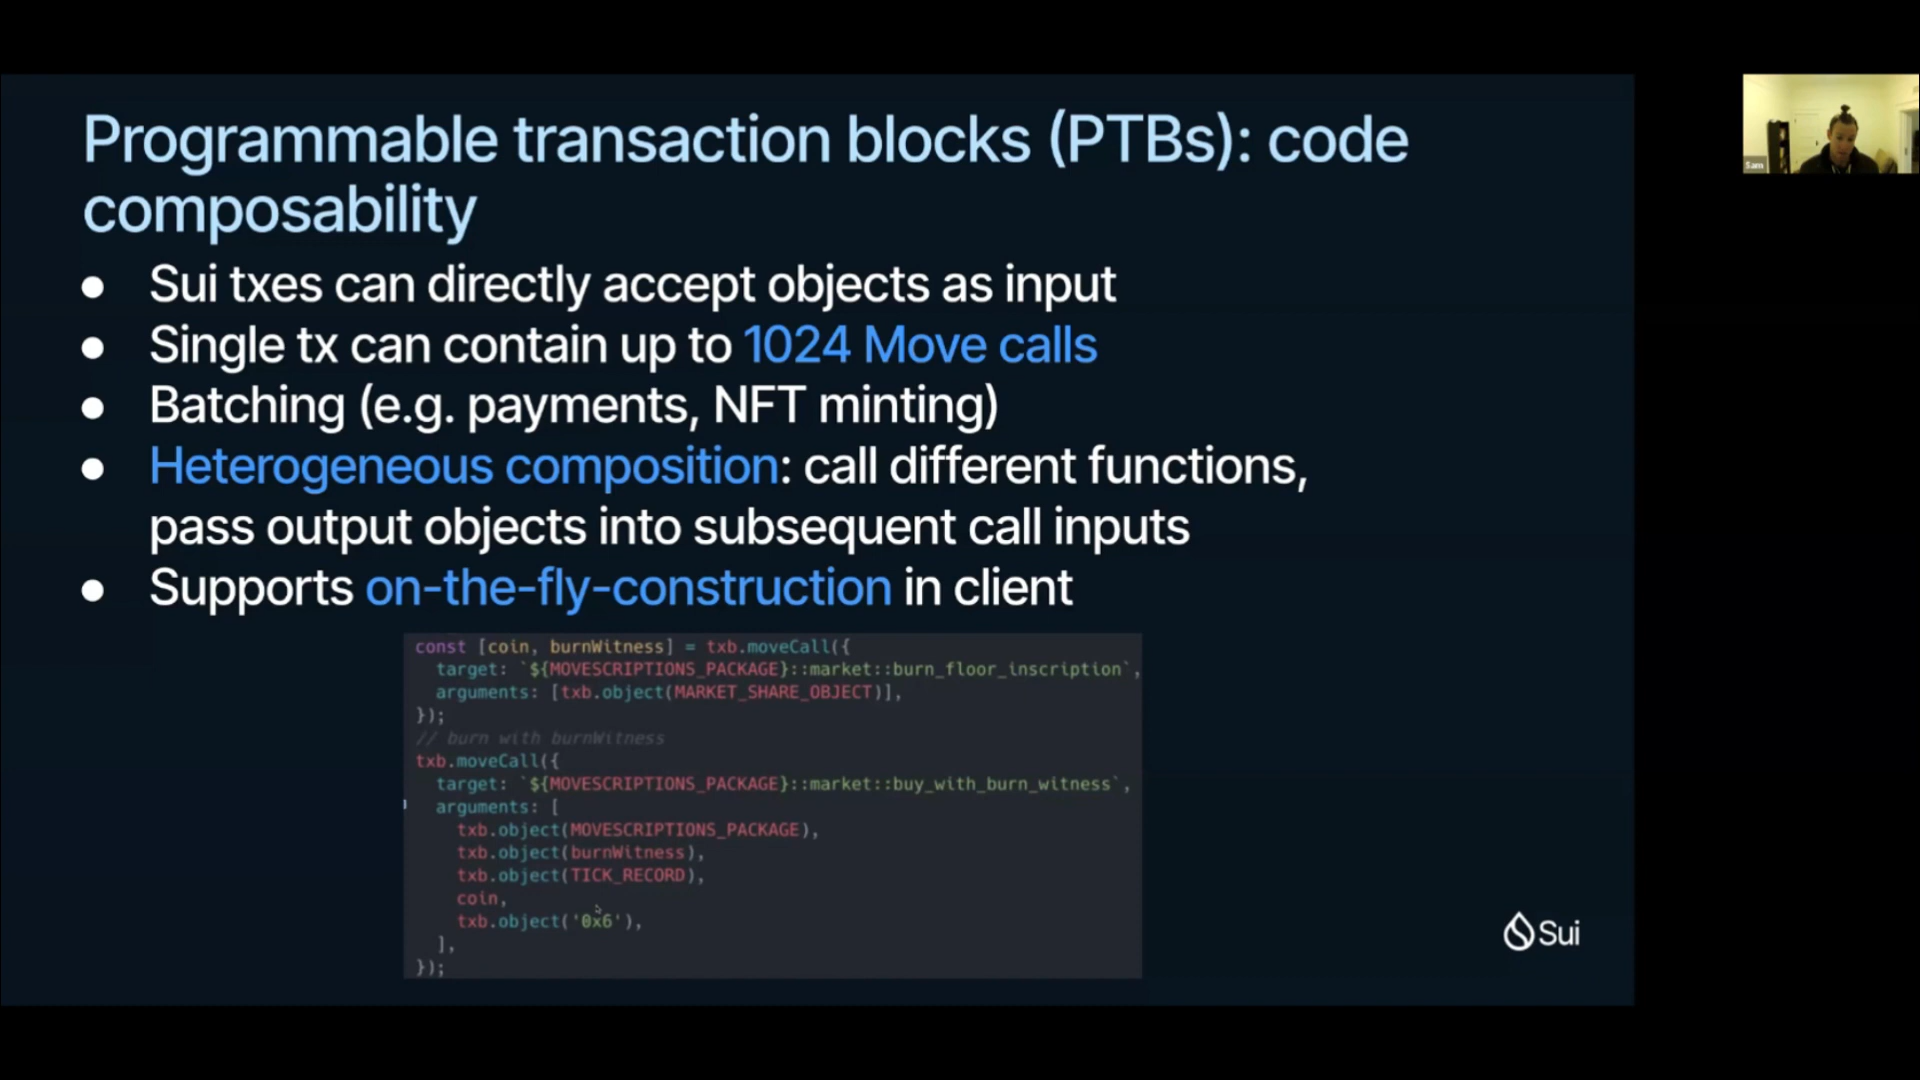 Programmable transaction blocks (PTBs): code
composability
● Sui txes can directly accept objects as input
● Single tx can contain up to 1024 Move calls
● Batching (e.g. payments, NFT minting)
● Heterogeneous composition: call different functions,
pass output objects into subsequent call inputs
● Supports on-the-fly-construction in client
const [coin, burnWitness] = txb.moveCall({
  target: `${MOVESCRIPTIONS_PACKAGE}::market::burn_floor_inscription`,
  arguments: [txb.object(MARKET_SHARE_OBJECT)],
});
// burn with burnWitness
txb.moveCall({
  target: `${MOVESCRIPTIONS_PACKAGE}::market::buy_with_burn_witness`,
  arguments: [
    txb.object(MOVESCRIPTIONS_PACKAGE),
    txb.object(burnWitness),
    txb.object(TICK_RECORD),
    coin,
    txb.object('0x6'),
  ],
});
Sui
Sam